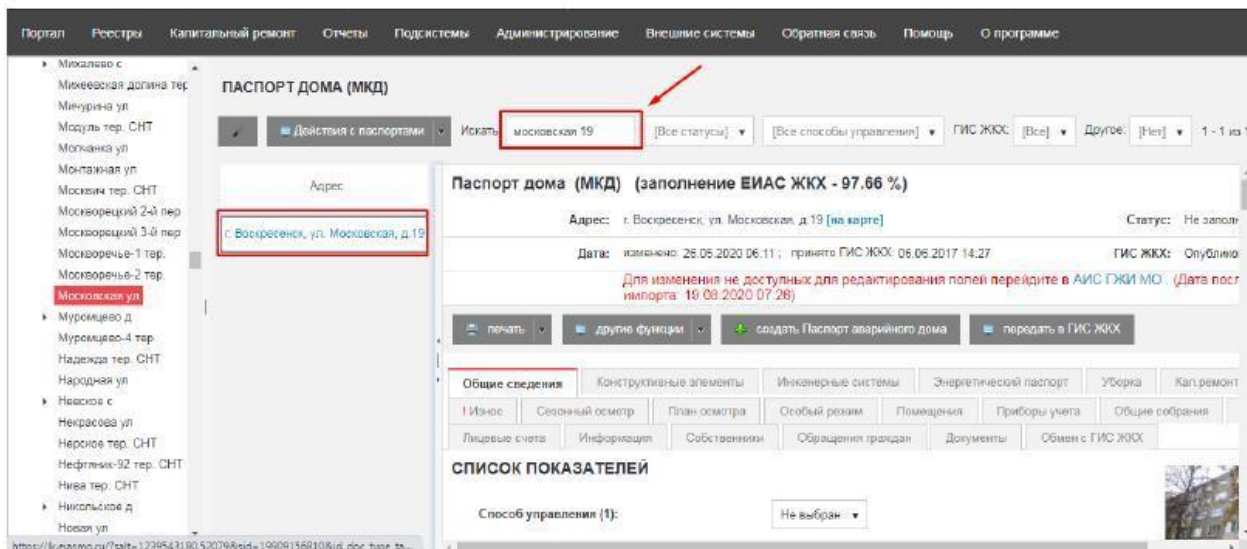 Портал Реестры Капитальный ремонт Отчеты Подсистемы Администрирование Внешние системы Обратная связь Помощь О программе
Михалево с
Михеевская долина тер
Мичурина ул
Модуль тер. СНТ
Молчанка ул
Монтажная ул
Москвич тер. СНТ
Москворецкий 2-й пер
Москворецкий 3-й пер
Москворечье-1 тер.
Москворечье-2 тер.
Московская ул
Муромцево д
Муромцево-4 тер.
Надежда тер. СНТ
Народная ул
Невское с
Некрасова ул
Нерское тер. СНТ
Нефтяник-92 тер. СНТ
Нива тер. СНТ
Никольское д
Новая ул
ПАСПОРТ ДОМА (МКД)
Действия с паспортами Искать: московская 19 [Все статусы] [Все способы управления] ГИС ЖКХ: [Все] Другое: [Нет] 1 - 1 из 1
Адрес
г. Воскресенск, ул. Московская, д.19
Паспорт дома (МКД) (заполнение ЕИАС ЖКХ - 97.66 %)
Адрес: г. Воскресенск, ул. Московская, д.19 [на карте] Статус: Не заполн
Дата: изменено: 26.05.2020 06:11 ; принято ГИС ЖКХ: 06.06.2017 14:27 ГИС ЖКХ: Опублико
Для изменения не доступных для редактирования полей перейдите в АИС ГЖИ МО . (Дата посл
импорта: 19.08.2020 07:26)
печать другие функции создать Паспорт аварийного дома передать в ГИС ЖКХ
Общие сведения Конструктивные элементы Инженерные системы Энергетический паспорт Уборка Кап.ремонт
! Износ Сезонный осмотр План осмотра Особый режим Помещения Приборы учета Общие собрания
Лицевые счета Информация Собственники Обращения граждан Документы Обмен с ГИС ЖКХ
СПИСОК ПОКАЗАТЕЛЕЙ
Способ управления (1): Не выбран